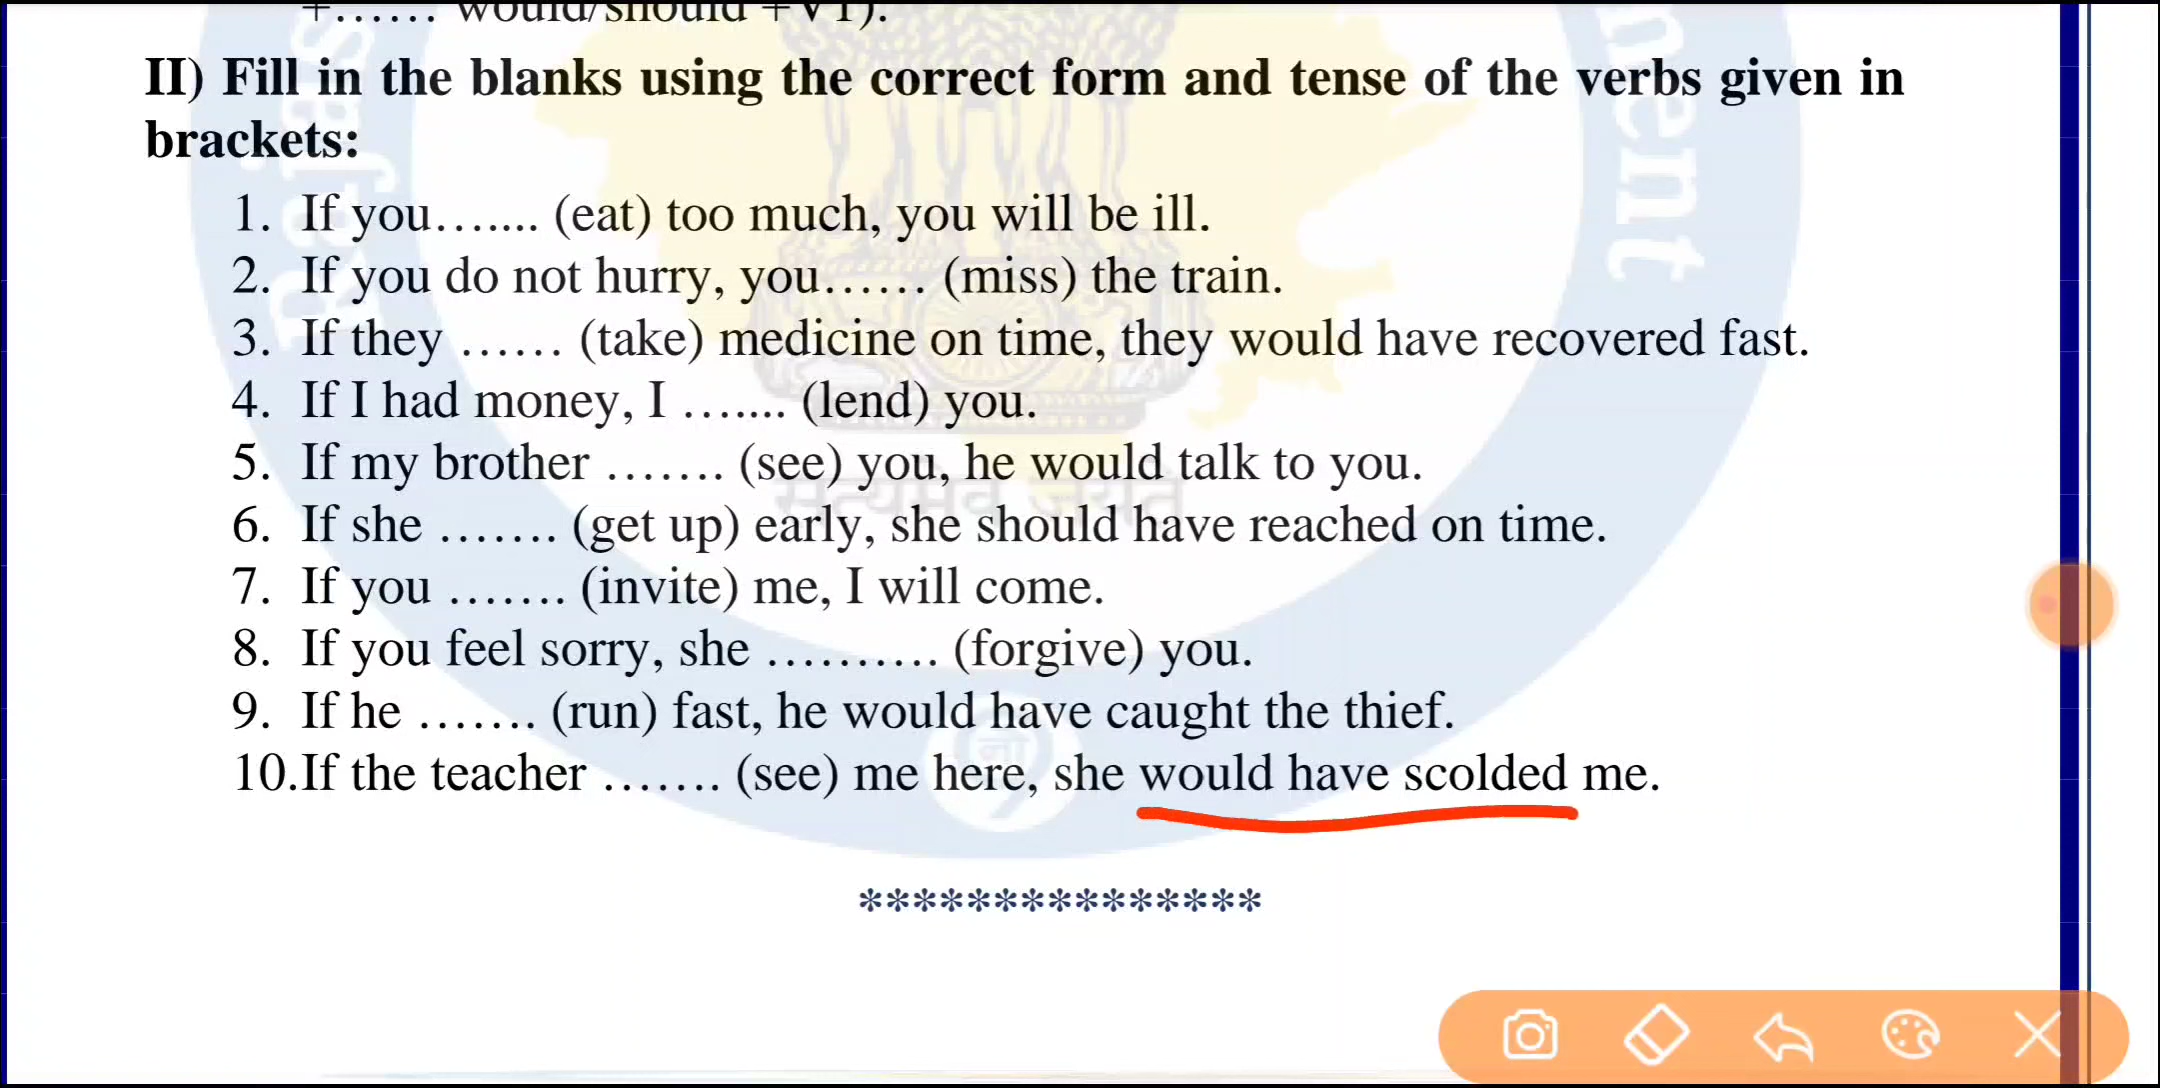 +...... would/should +V1).
II) Fill in the blanks using the correct form and tense of the verbs given in
brackets:
1. If you…..... (eat) too much, you will be ill.
2. If you do not hurry, you…… (miss) the train.
3. If they …… (take) medicine on time, they would have recovered fast.
4. If I had money, I ….... (lend) you.
5. If my brother ……. (see) you, he would talk to you.
6. If she ……. (get up) early, she should have reached on time.
7. If you ……. (invite) me, I will come.
8. If you feel sorry, she ………. (forgive) you.
9. If he ……. (run) fast, he would have caught the thief.
10.If the teacher ……. (see) me here, she would have scolded me.
***************
सत्यमेव जयते